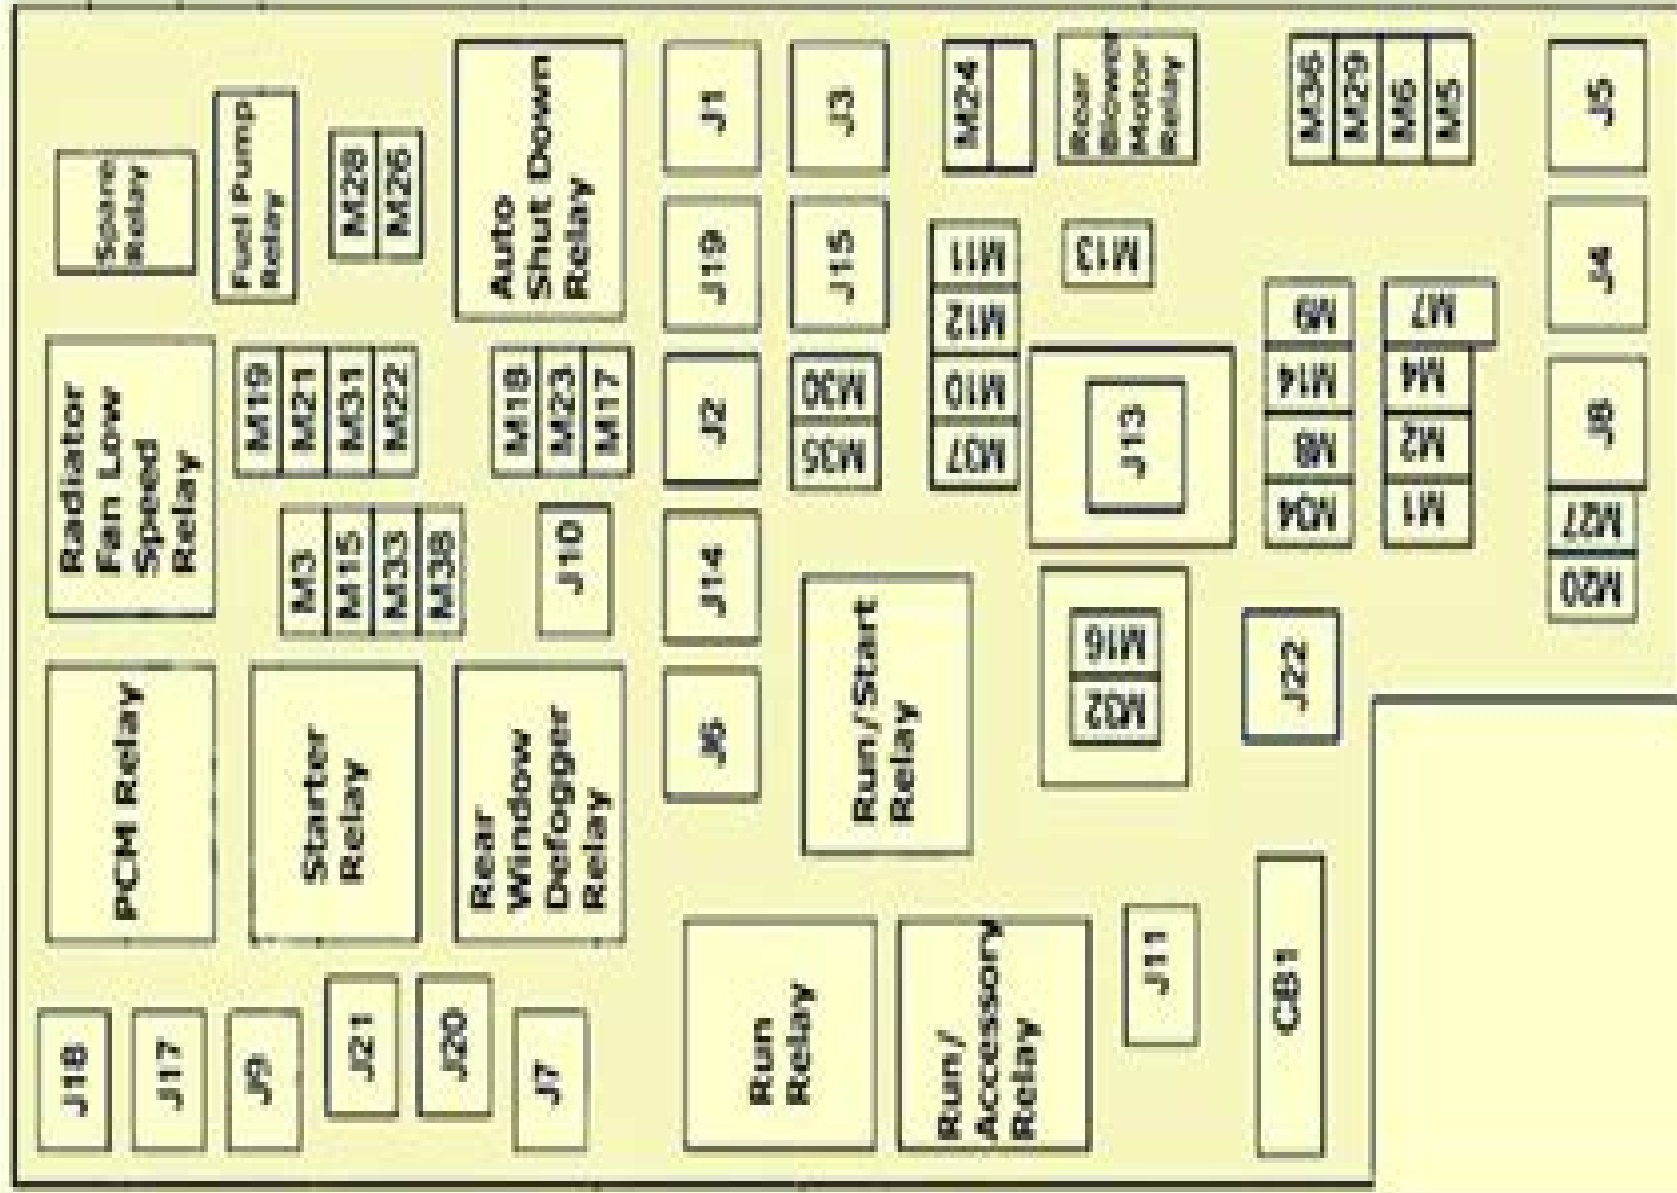 Spare
Relay
Fuel Pump
Relay
M28
M26
Auto
Shut Down
Relay
J1
J3
M24
Rear
Blower
Motor
Relay
M36
M29
M6
M5
J5
J19
J15
M11
M12
M10
M37
M13
J4
Radiator
Fan Low
Speed
Relay
M19
M21
M31
M22
M18
M23
M17
J2
M30
M35
J13
M9
M14
M8
M34
M7
M4
M2
M1
J8
M27
M20
M3
M15
M33
M38
J10
J14
Run/Start
Relay
M16
M32
J22
PCM Relay
Starter
Relay
Rear
Window
Defogger
Relay
J6
J18
J17
J9
J21
J20
J7
Run
Relay
Run/
Accessory
Relay
J11
CB1